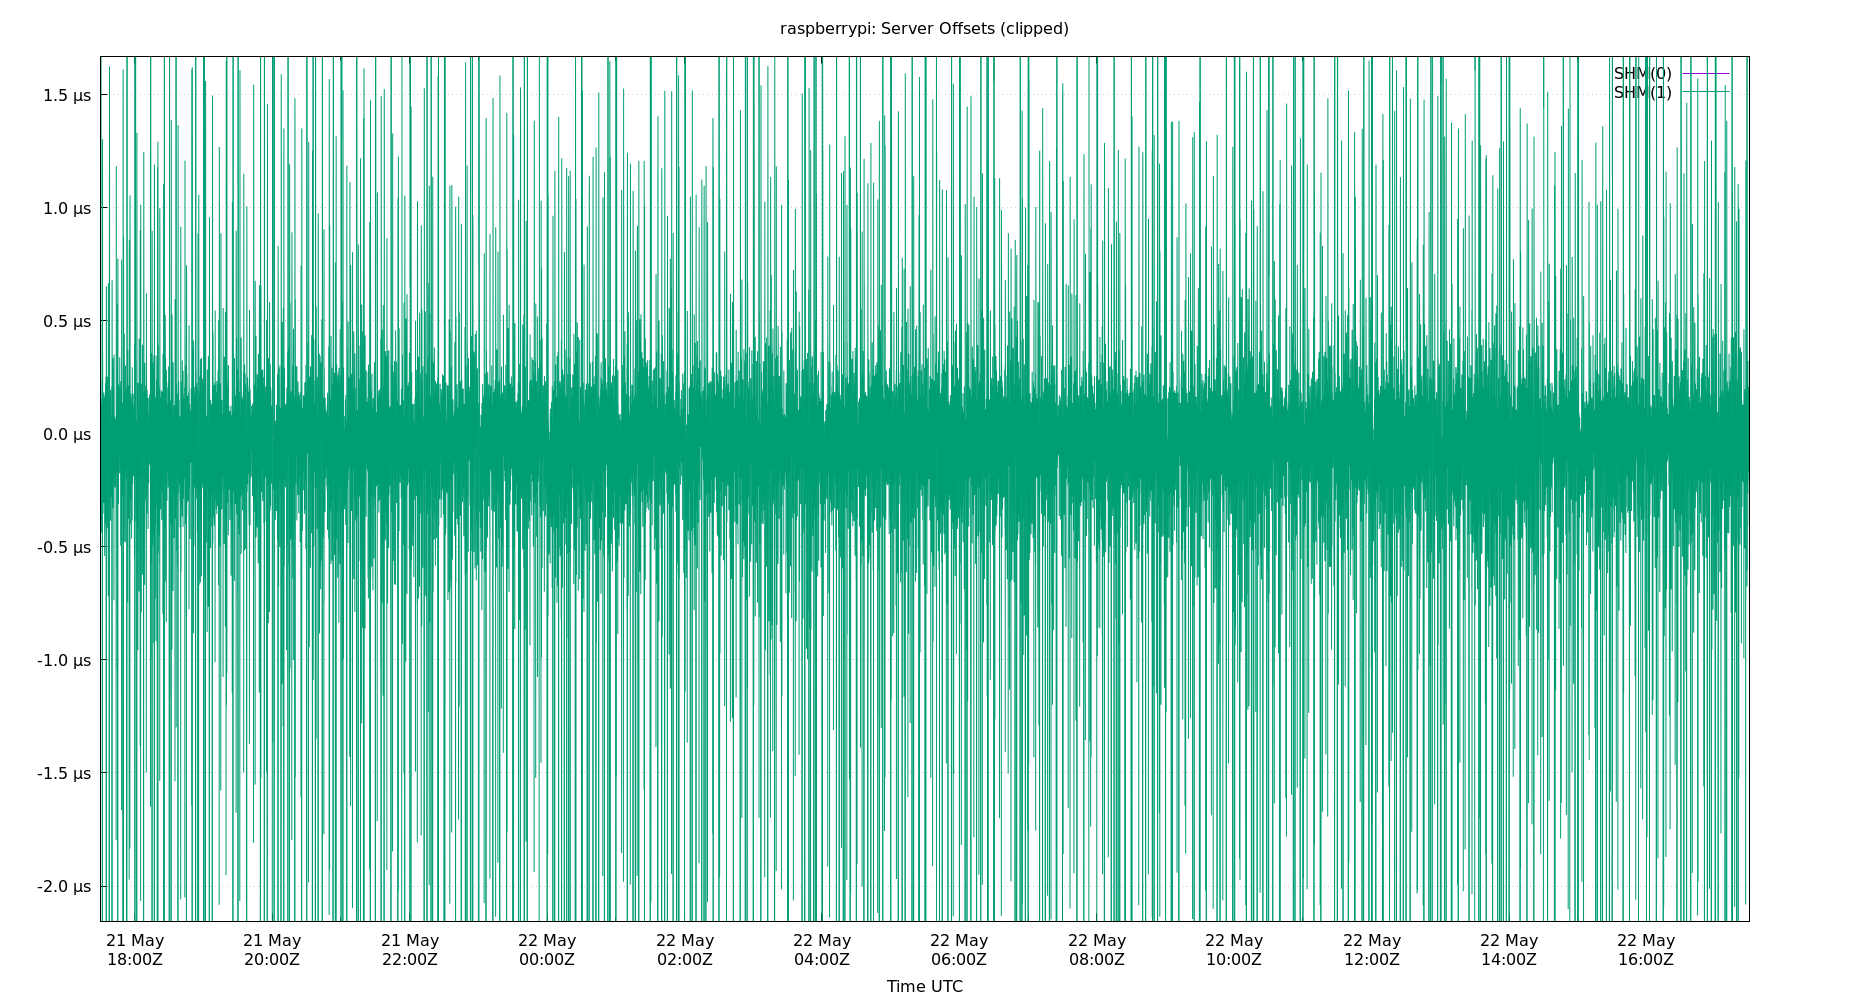 raspberrypi: Server Offsets (clipped)
SHM(0)
SHM(1)
1.5 µs
1.0 µs
0.5 µs
0.0 µs
-0.5 µs
-1.0 µs
-1.5 µs
-2.0 µs
21 May 21 May 21 May 22 May 22 May 22 May 22 May 22 May 22 May 22 May 22 May 22 May
18:00Z 20:00Z 22:00Z 00:00Z 02:00Z 04:00Z 06:00Z 08:00Z 10:00Z 12:00Z 14:00Z 16:00Z
Time UTC